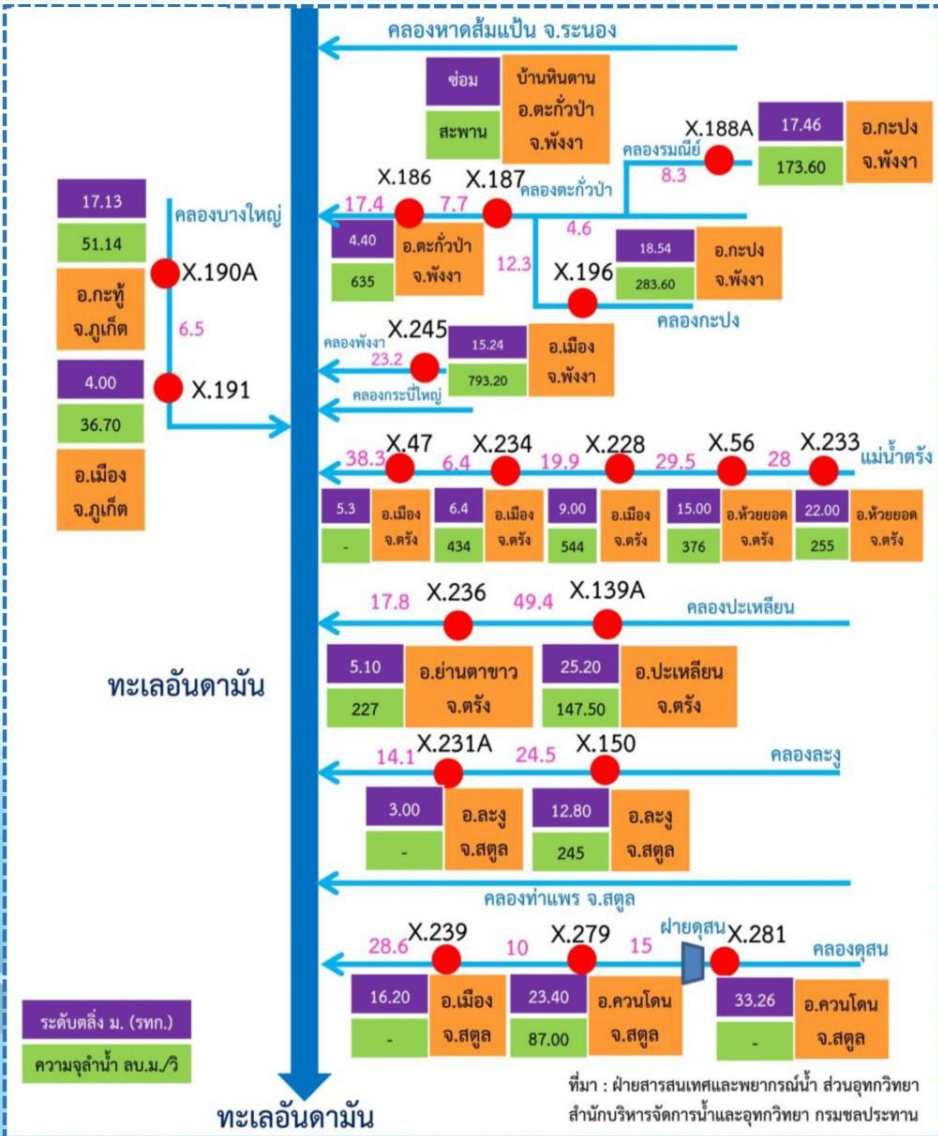 คลองหาดส้มแป้น จ.ระนอง
ซ่อม
สะพาน
บ้านหินดาน
อ.ตะกั่วป่า
จ.พังงา
X.188A
17.46
173.60
อ.กะปง
จ.พังงา
คลองรมณีย์
8.3
X.186
X.187
คลองตะกั่วป่า
17.4
7.7
4.6
4.40
635
อ.ตะกั่วป่า
จ.พังงา
12.3
X.196
18.54
283.60
อ.กะปง
จ.พังงา
คลองกะปง
17.13
51.14
อ.กะทู้
จ.ภูเก็ต
คลองบางใหญ่
X.190A
6.5
4.00
36.70
อ.เมือง
จ.ภูเก็ต
X.191
คลองพังงา
23.2
X.245
15.24
793.20
อ.เมือง
จ.พังงา
คลองกระบี่ใหญ่
X.47
X.234
X.228
X.56
X.233
38.3
6.4
19.9
29.5
28
แม่น้ำตรัง
5.3
-
อ.เมือง
จ.ตรัง
6.4
434
อ.เมือง
จ.ตรัง
9.00
544
อ.เมือง
จ.ตรัง
15.00
376
อ.ห้วยยอด
จ.ตรัง
22.00
255
อ.ห้วยยอด
จ.ตรัง
17.8
X.236
49.4
X.139A
คลองปะเหลียน
5.10
227
อ.ย่านตาขาว
จ.ตรัง
25.20
147.50
อ.ปะเหลียน
จ.ตรัง
ทะเลอันดามัน
14.1
X.231A
24.5
X.150
คลองละงู
3.00
-
อ.ละงู
จ.สตูล
12.80
245
อ.ละงู
จ.สตูล
คลองท่าแพร จ.สตูล
28.6
X.239
10
X.279
15
ฝายดุสน
X.281
คลองดุสน
16.20
-
อ.เมือง
จ.สตูล
23.40
87.00
อ.ควนโดน
จ.สตูล
33.26
-
อ.ควนโดน
จ.สตูล
ระดับตลิ่ง ม. (รทก.)
ความจุลำน้ำ ลบ.ม./วิ
ทะเลอันดามัน
ที่มา : ฝ่ายสารสนเทศและพยากรณ์น้ำ ส่วนอุทกวิทยา
สำนักบริหารจัดการน้ำและอุทกวิทยา กรมชลประทาน